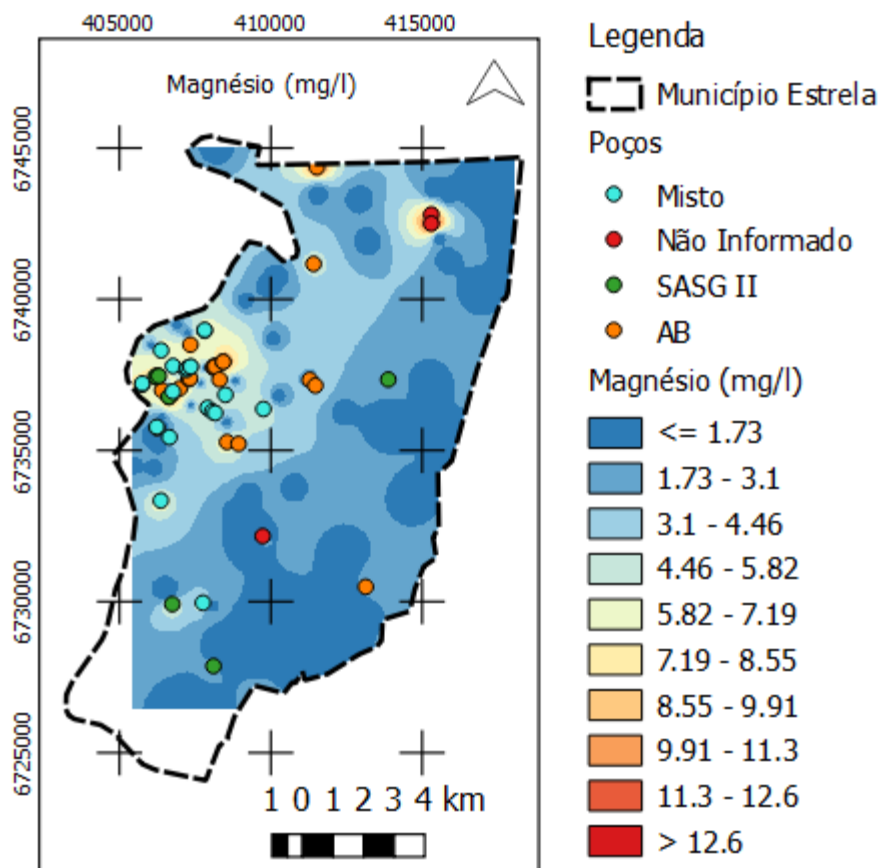 405000 410000 415000
Magnésio (mg/l)
6745000
6740000
6735000
6730000
6725000
1 0 1 2 3 4 km
Legenda
Município Estrela
Poços
Misto
Não Informado
SASG II
AB
Magnésio (mg/l)
<= 1.73
1.73 - 3.1
3.1 - 4.46
4.46 - 5.82
5.82 - 7.19
7.19 - 8.55
8.55 - 9.91
9.91 - 11.3
11.3 - 12.6
> 12.6